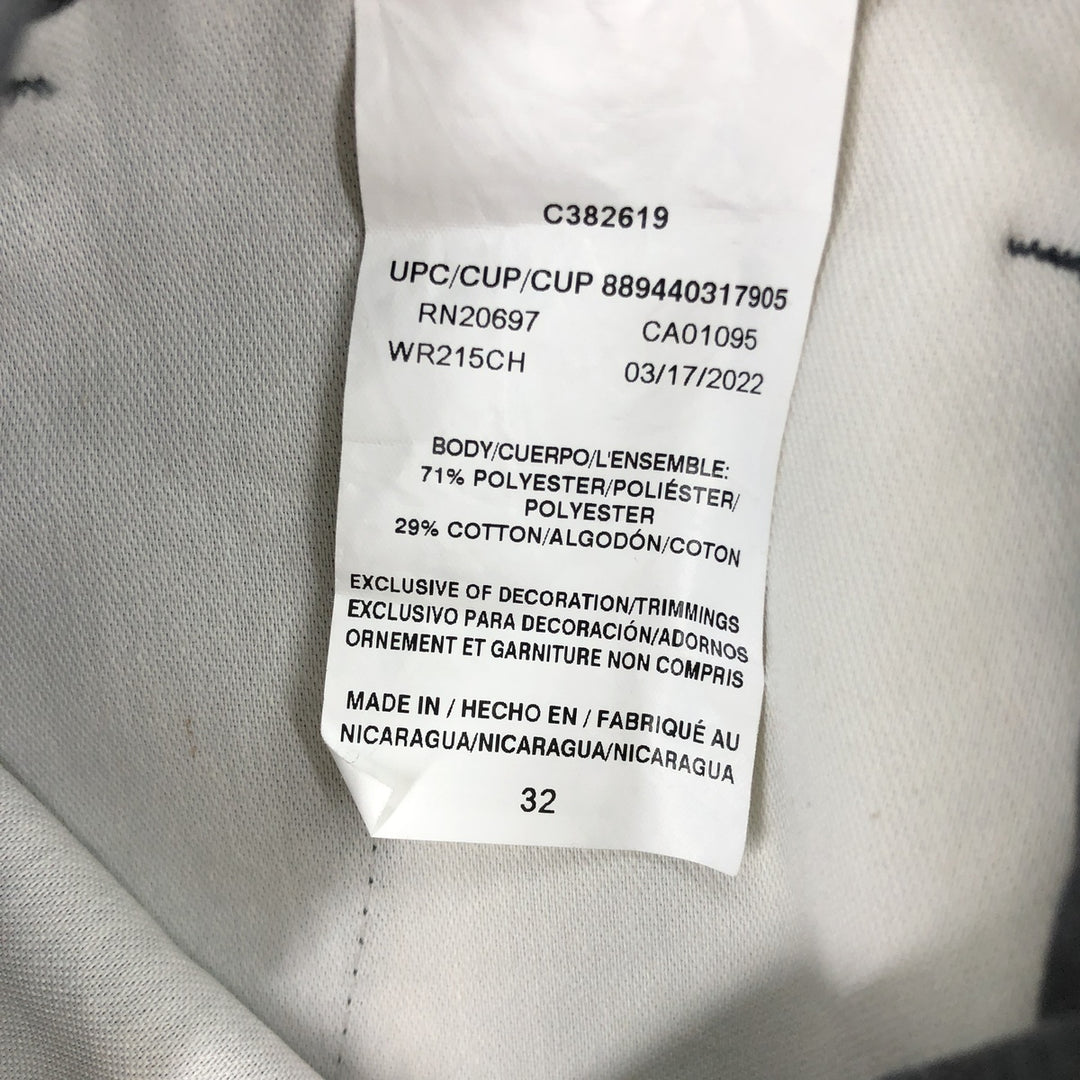 C382619
UPC/CUP/CUP 889440317905
RN20697 CA01095
WR215CH 03/17/2022
BODY/CUERPO/L'ENSEMBLE:
71% POLYESTER/POLIÉSTER/
POLYESTER
29% COTTON/ALGODÓN/COTON
EXCLUSIVE OF DECORATION/TRIMMINGS
EXCLUSIVO PARA DECORACIÓN/ADORNOS
ORNEMENT ET GARNITURE NON COMPRIS
MADE IN / HECHO EN / FABRIQUÉ AU
NICARAGUA/NICARAGUA/NICARAGUA
32